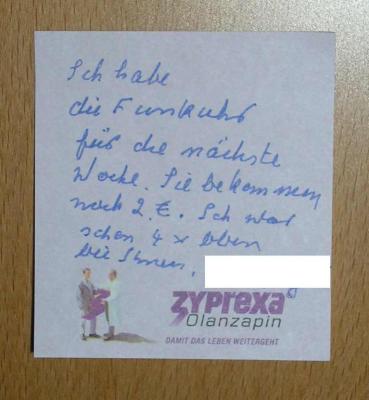 Ich habe
die Funkuhr
für die nächste
Woche. Sie bekommen
noch 2 €. Ich war
schon 4 x oben
bei Ihnen.
ZYPREXA
Olanzapin
DAMIT DAS LEBEN WEITERGEHT